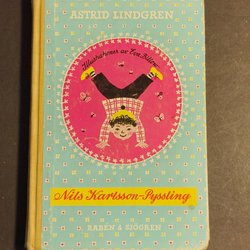 ASTRID LINDGREN
Illustrationer av Eva Billow
Nils Karlsson-Pyssling
RABÉN & SJÖGREN